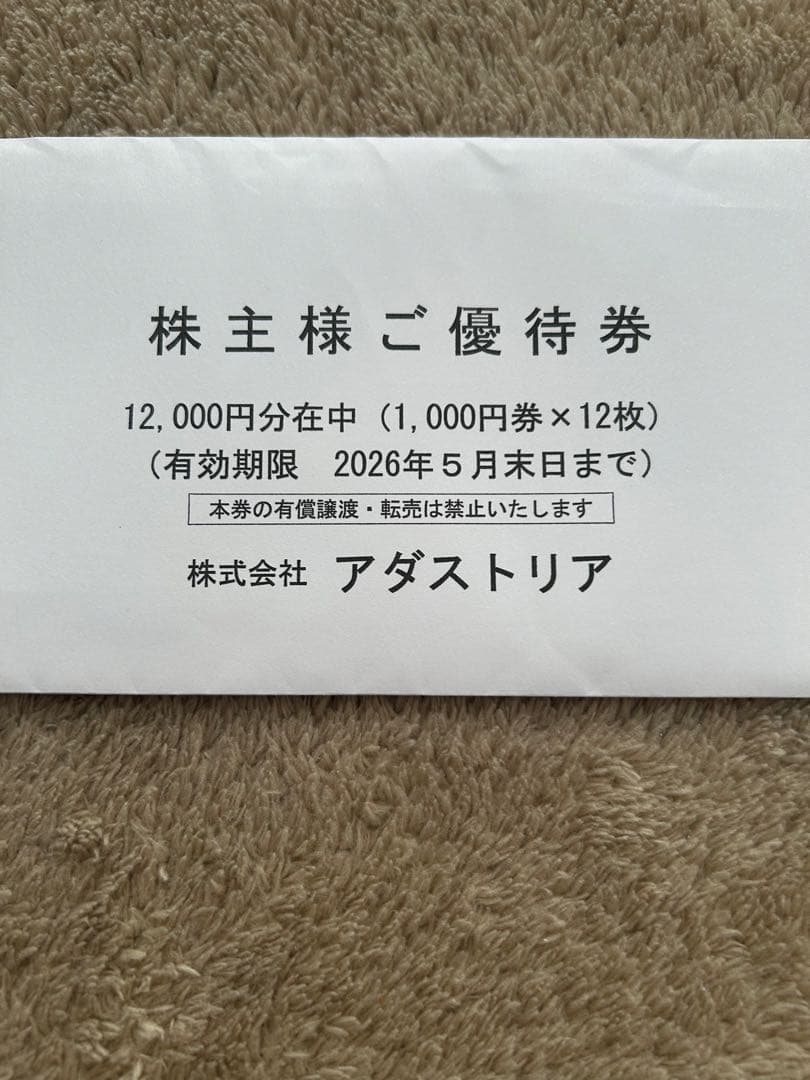 株主様ご優待券
12,000円分在中（1,000円券×12枚）
（有効期限　2026年５月末日まで）
本券の有償譲渡・転売は禁止いたします
株式会社　アダストリア